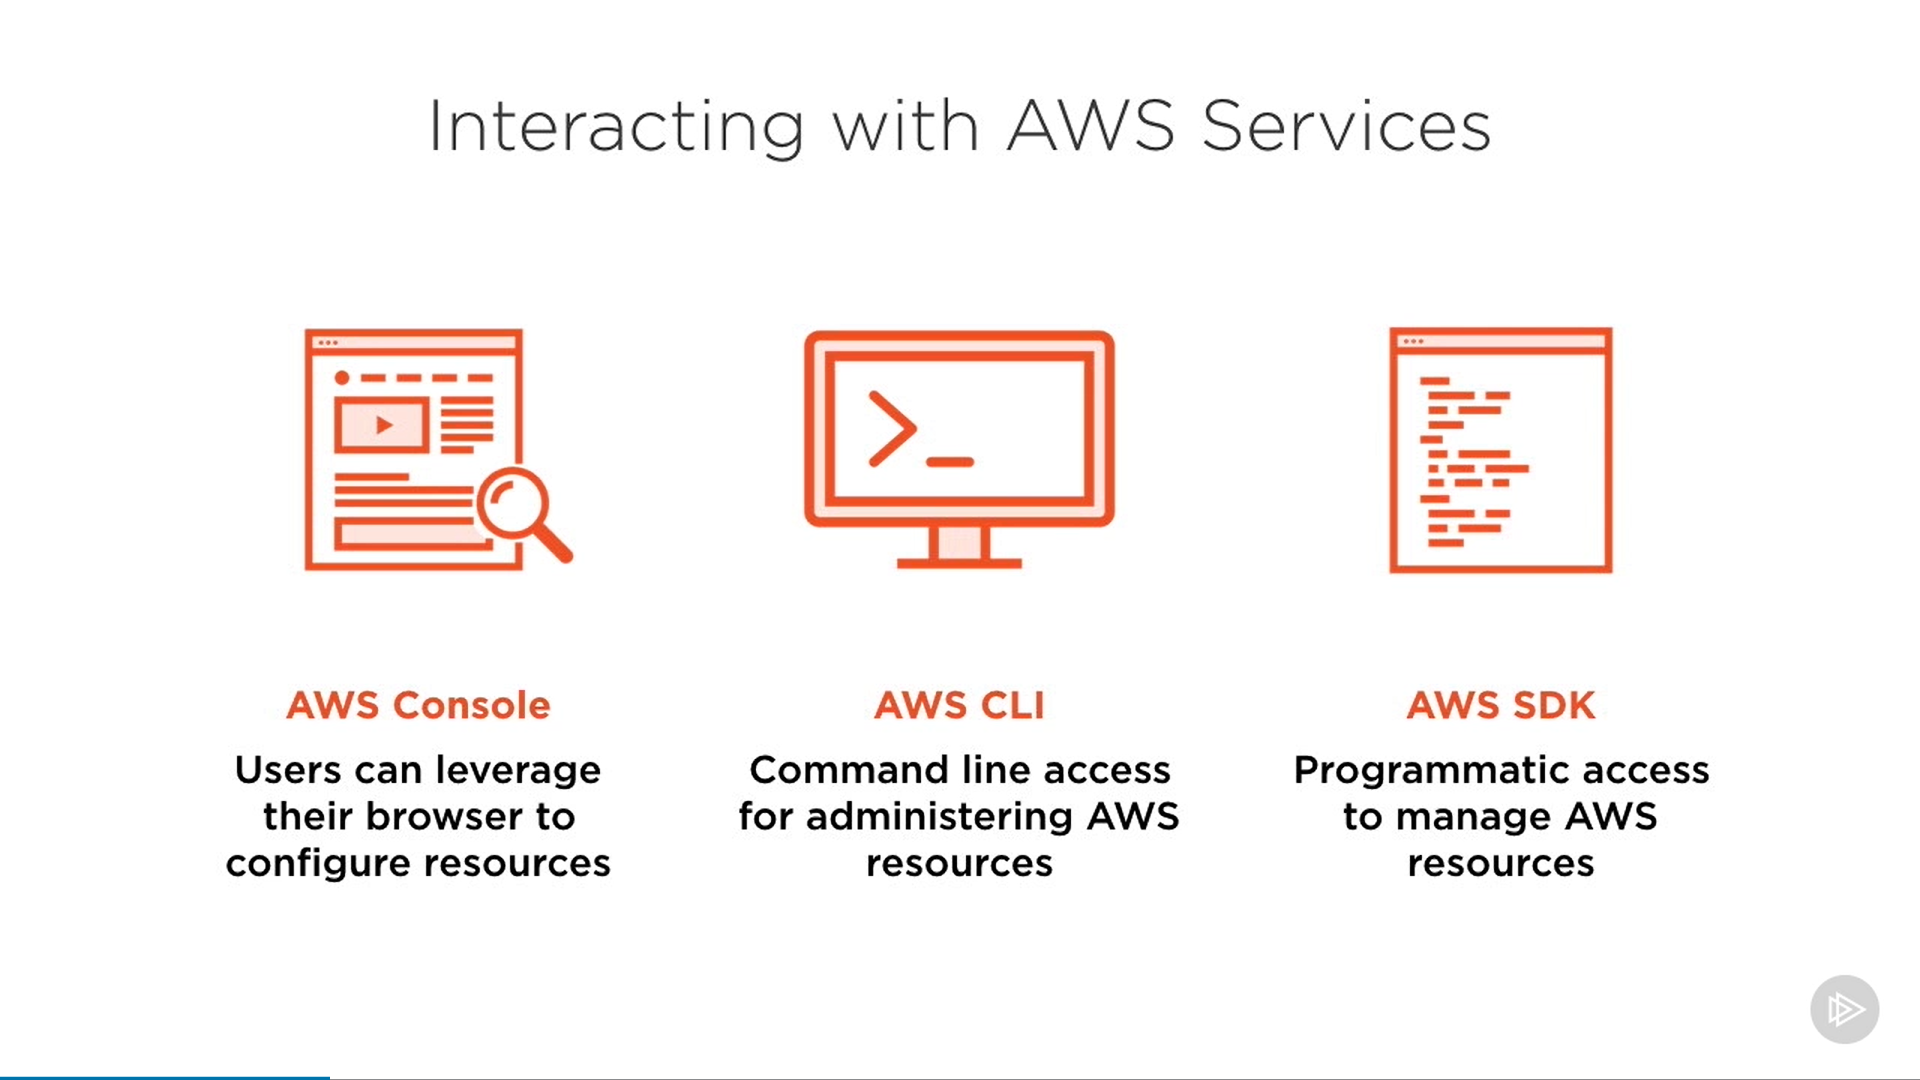 Interacting with AWS Services
AWS Console
Users can leverage
their browser to
configure resources
AWS CLI
Command line access
for administering AWS
resources
AWS SDK
Programmatic access
to manage AWS
resources